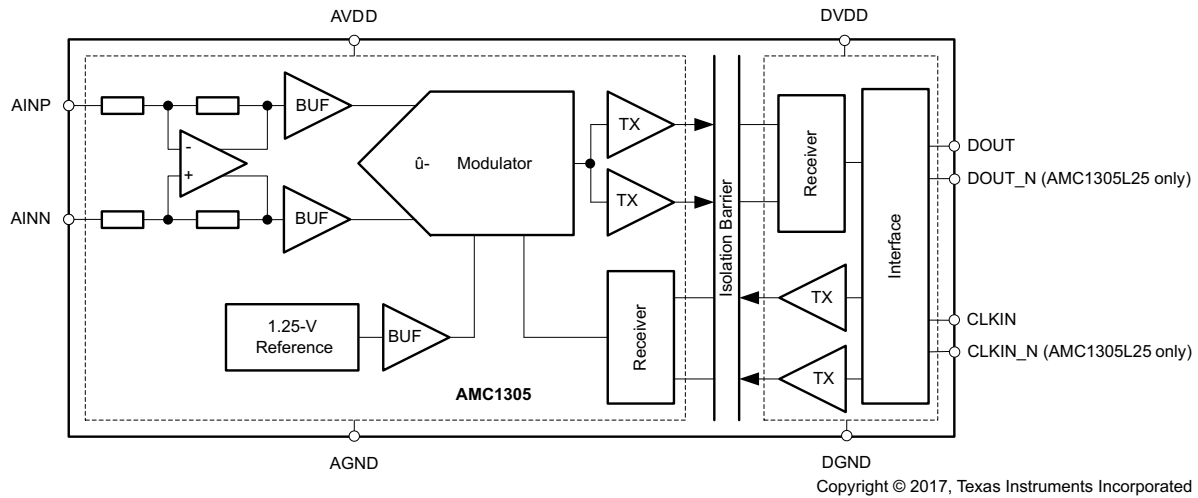 AVDD
DVDD
AINP
BUF
TX
Receiver
DOUT
-
+
û- Modulator
DOUT_N (AMC1305L25 only)
AINN
BUF
TX
Isolation Barrier
Interface
1.25-V
Reference
BUF
Receiver
TX
CLKIN
CLKIN_N (AMC1305L25 only)
TX
AMC1305
AGND
DGND
Copyright © 2017, Texas Instruments Incorporated